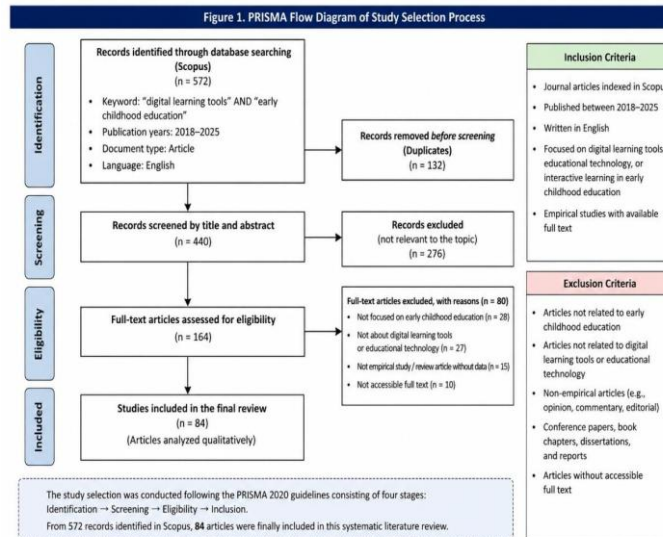 Figure 1. PRISMA Flow Diagram of Study Selection Process
Identification
Records identified through database searching
(Scopus)
(n = 572)
• Keyword: "digital learning tools" AND "early
childhood education"
• Publication years: 2018–2025
• Document type: Article
• Language: English
Records removed before screening
(Duplicates)
(n = 132)
Screening
Records screened by title and abstract
(n = 440)
Records excluded
(not relevant to the topic)
(n = 276)
Eligibility
Full-text articles assessed for eligibility
(n = 164)
Full-text articles excluded, with reasons (n = 80)
• Not focused on early childhood education (n = 28)
• Not about digital learning tools
or educational technology (n = 27)
• Not empirical study / review article without data (n = 15)
• Not accessible full text (n = 10)
Included
Studies included in the final review
(n = 84)
(Articles analyzed qualitatively)
Inclusion Criteria
• Journal articles indexed in Scopu
• Published between 2018–2025
• Written in English
• Focused on digital learning tools
educational technology, or
interactive learning in early
childhood education
• Empirical studies with available
full text
Exclusion Criteria
• Articles not related to early
childhood education
• Articles not related to digital
learning tools or educational
technology
• Non-empirical articles (e.g.,
opinion, commentary, editorial)
• Conference papers, book
chapters, dissertations,
and reports
• Articles without accessible
full text
The study selection was conducted following the PRISMA 2020 guidelines consisting of four stages:
Identification → Screening → Eligibility → Inclusion.
From 572 records identified in Scopus, 84 articles were finally included in this systematic literature review.